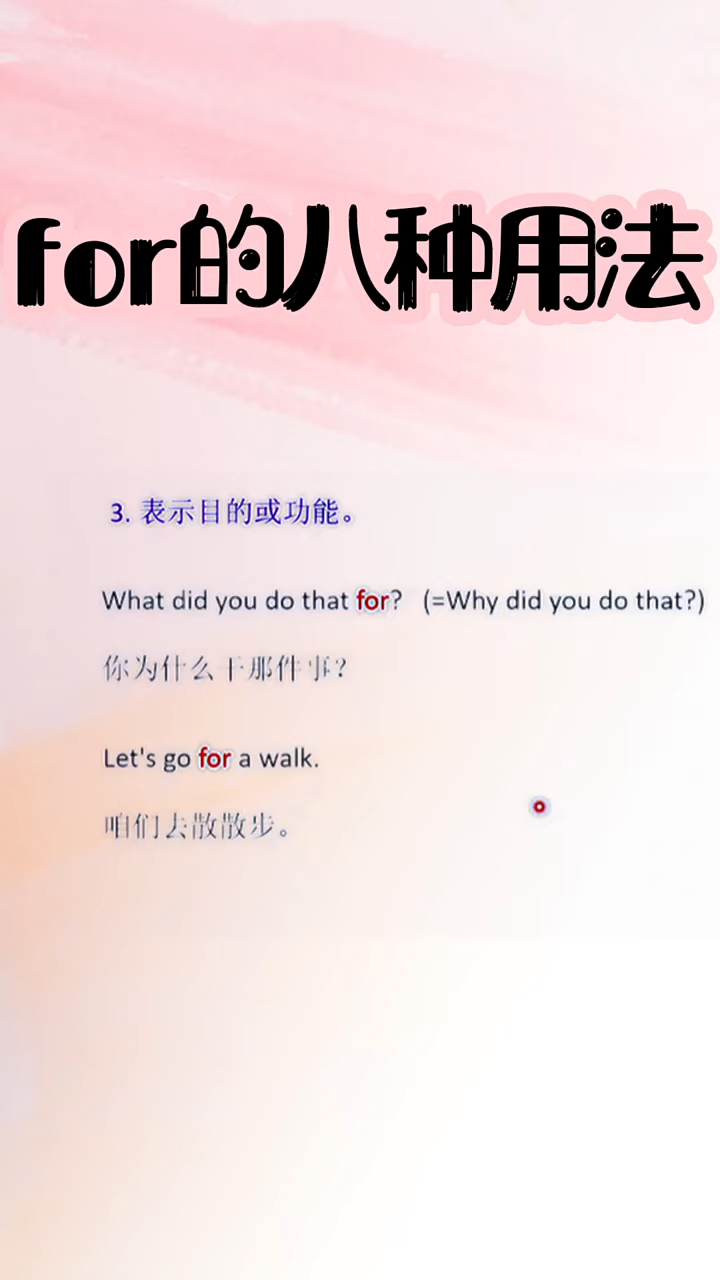 for的八种用法
3. 表示目的或功能。
What did you do that for? (=Why did you do that?)
你为什么干那件事?
Let's go for a walk.
咱们去散散步。